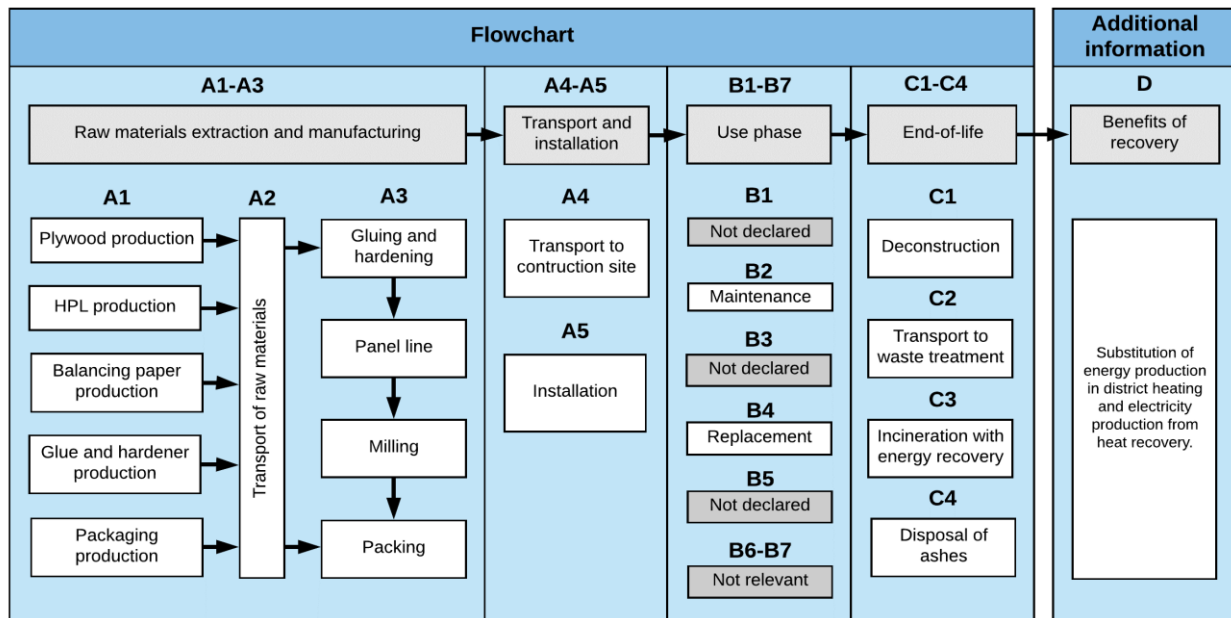 Flowchart
Additional
information
A1-A3
A4-A5
B1-B7
C1-C4
D
Raw materials extraction and manufacturing
Transport and
installation
Use phase
End-of-life
Benefits of
recovery
A1
Plywood production
HPL production
Balancing paper
production
Glue and hardener
production
Packaging
production
A2
Transport of raw materials
A3
Gluing and
hardening
Panel line
Milling
Packing
A4
Transport to
contruction site
A5
Installation
B1
Not declared
B2
Maintenance
B3
Not declared
B4
Replacement
B5
Not declared
B6-B7
Not relevant
C1
Deconstruction
C2
Transport to
waste treatment
C3
Incineration with
energy recovery
C4
Disposal of
ashes
Substitution of
energy production
in district heating
and electricity
production from
heat recovery.